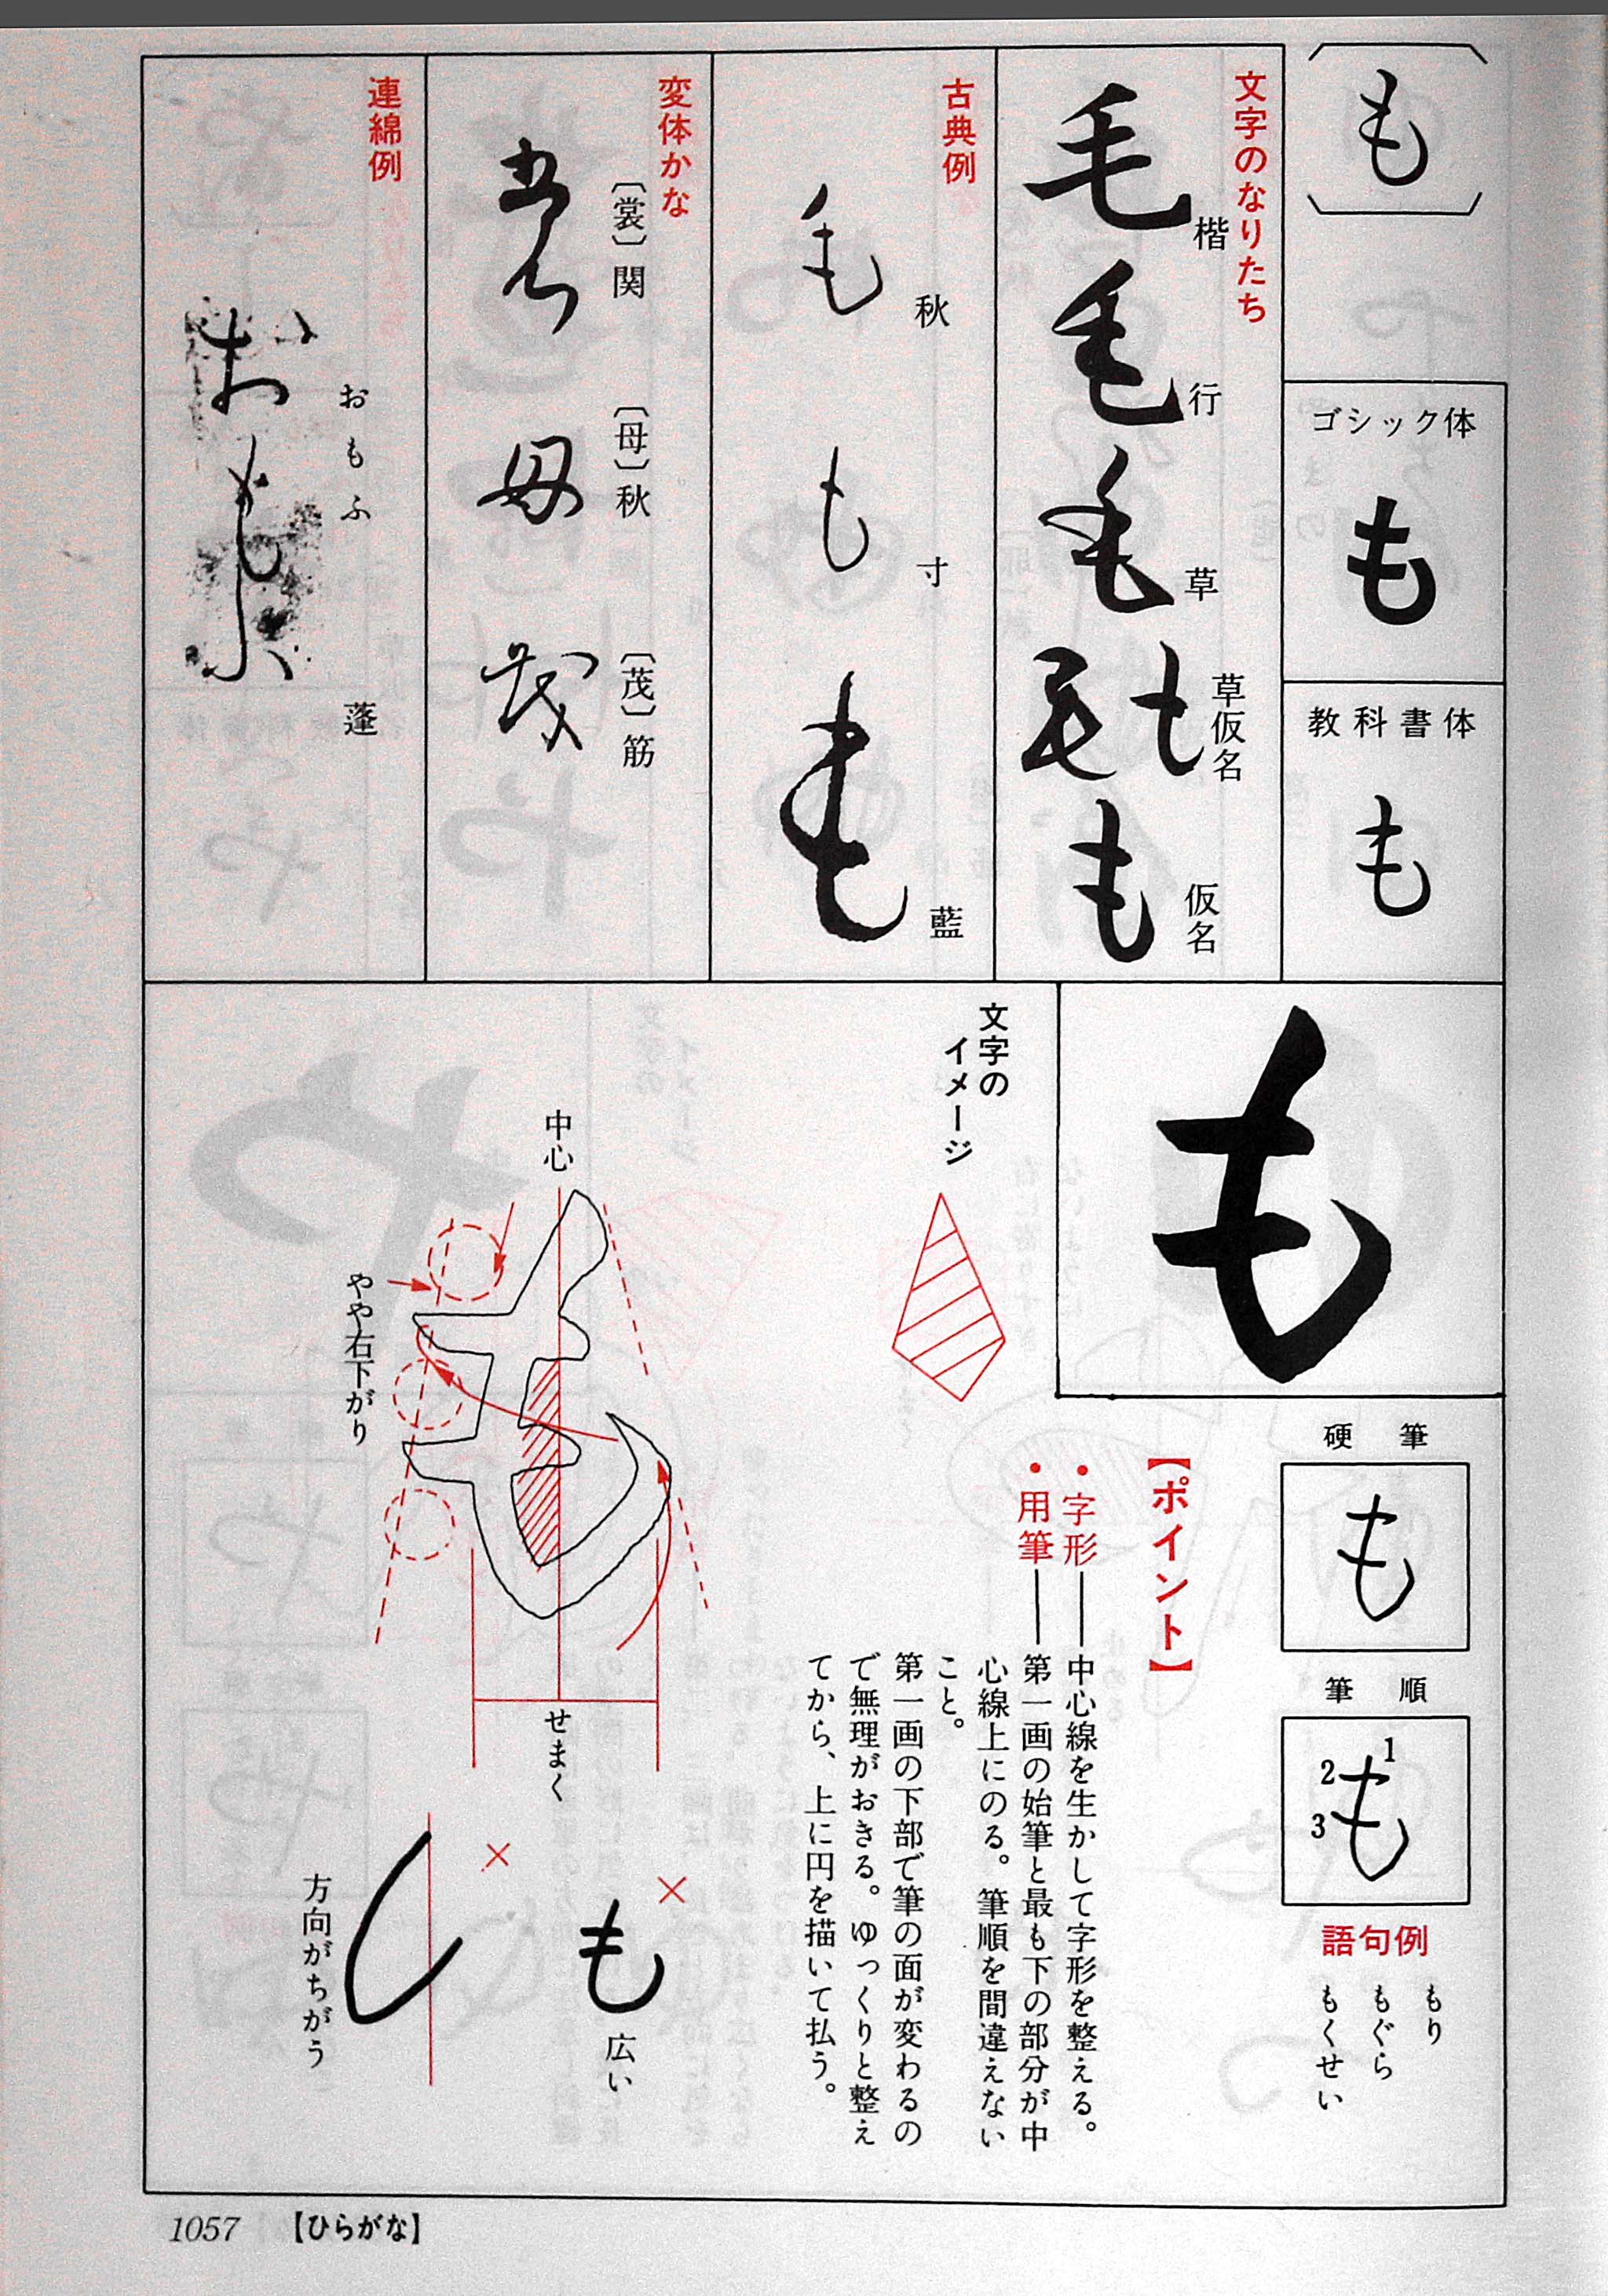 も
ゴシック体
も
教科書体
も
文字のなりたち
毛 楷
毛 行
毛 草
も 毛 草仮名
も 仮名
古典例
も 秋
も 寸
も 藍
変体かな
〔裳〕関
〔母〕秋
〔茂〕筋
連綿例
おもふ 蓬
おもふ
も
硬筆
も
筆順
1
2
3
も
語句例
もり
もぐら
もくせい
文字の
イメージ
【ポイント】
・字形――中心線を生かして字形を整える。
・用筆――第一画の始筆と最も下の部分が中
心線上にのる。筆順を間違えない
こと。
第一画の下部で筆の面が変わるの
で無理がおきる。ゆっくりと整え
てから、上に円を描いて払う。
中心
やや右下がり
せまく
×
も
広い
×
方向がちがう
1057 【ひらがな】